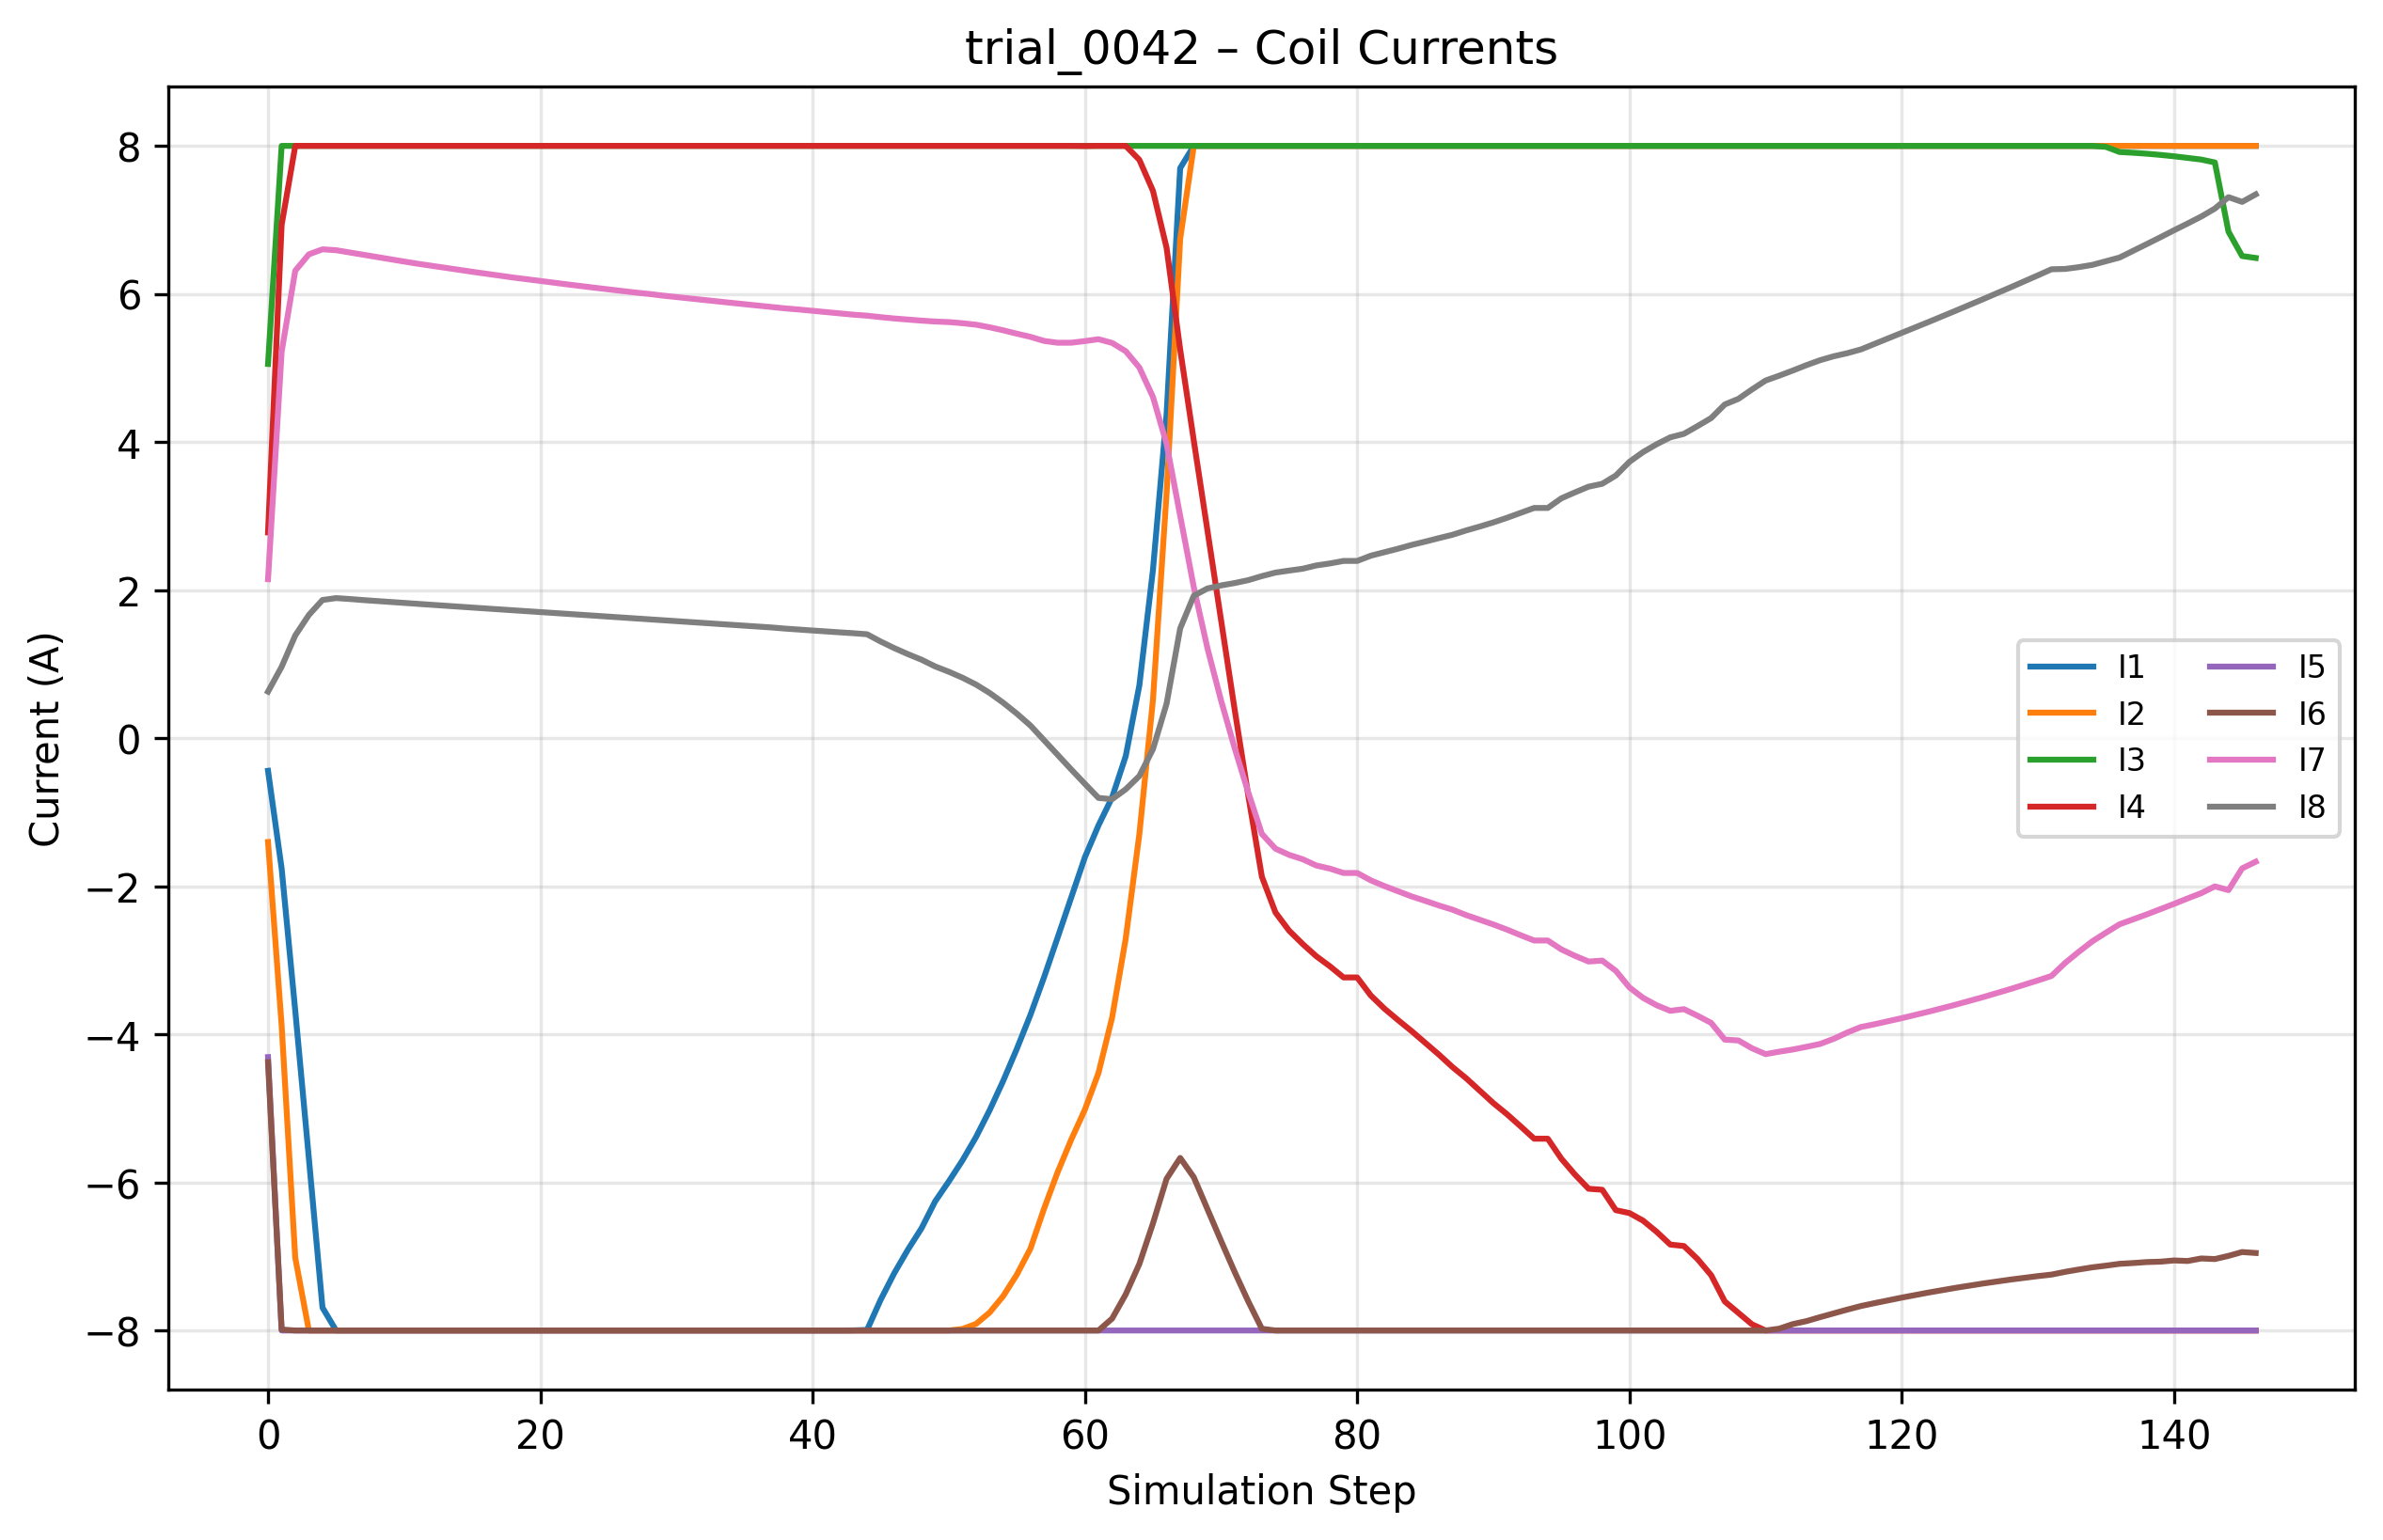 trial_0042 – Coil Currents
8
6
4
2
0
−2
−4
−6
−8
Current (A)
I1
I2
I3
I4
I5
I6
I7
I8
0
20
40
60
80
100
120
140
Simulation Step